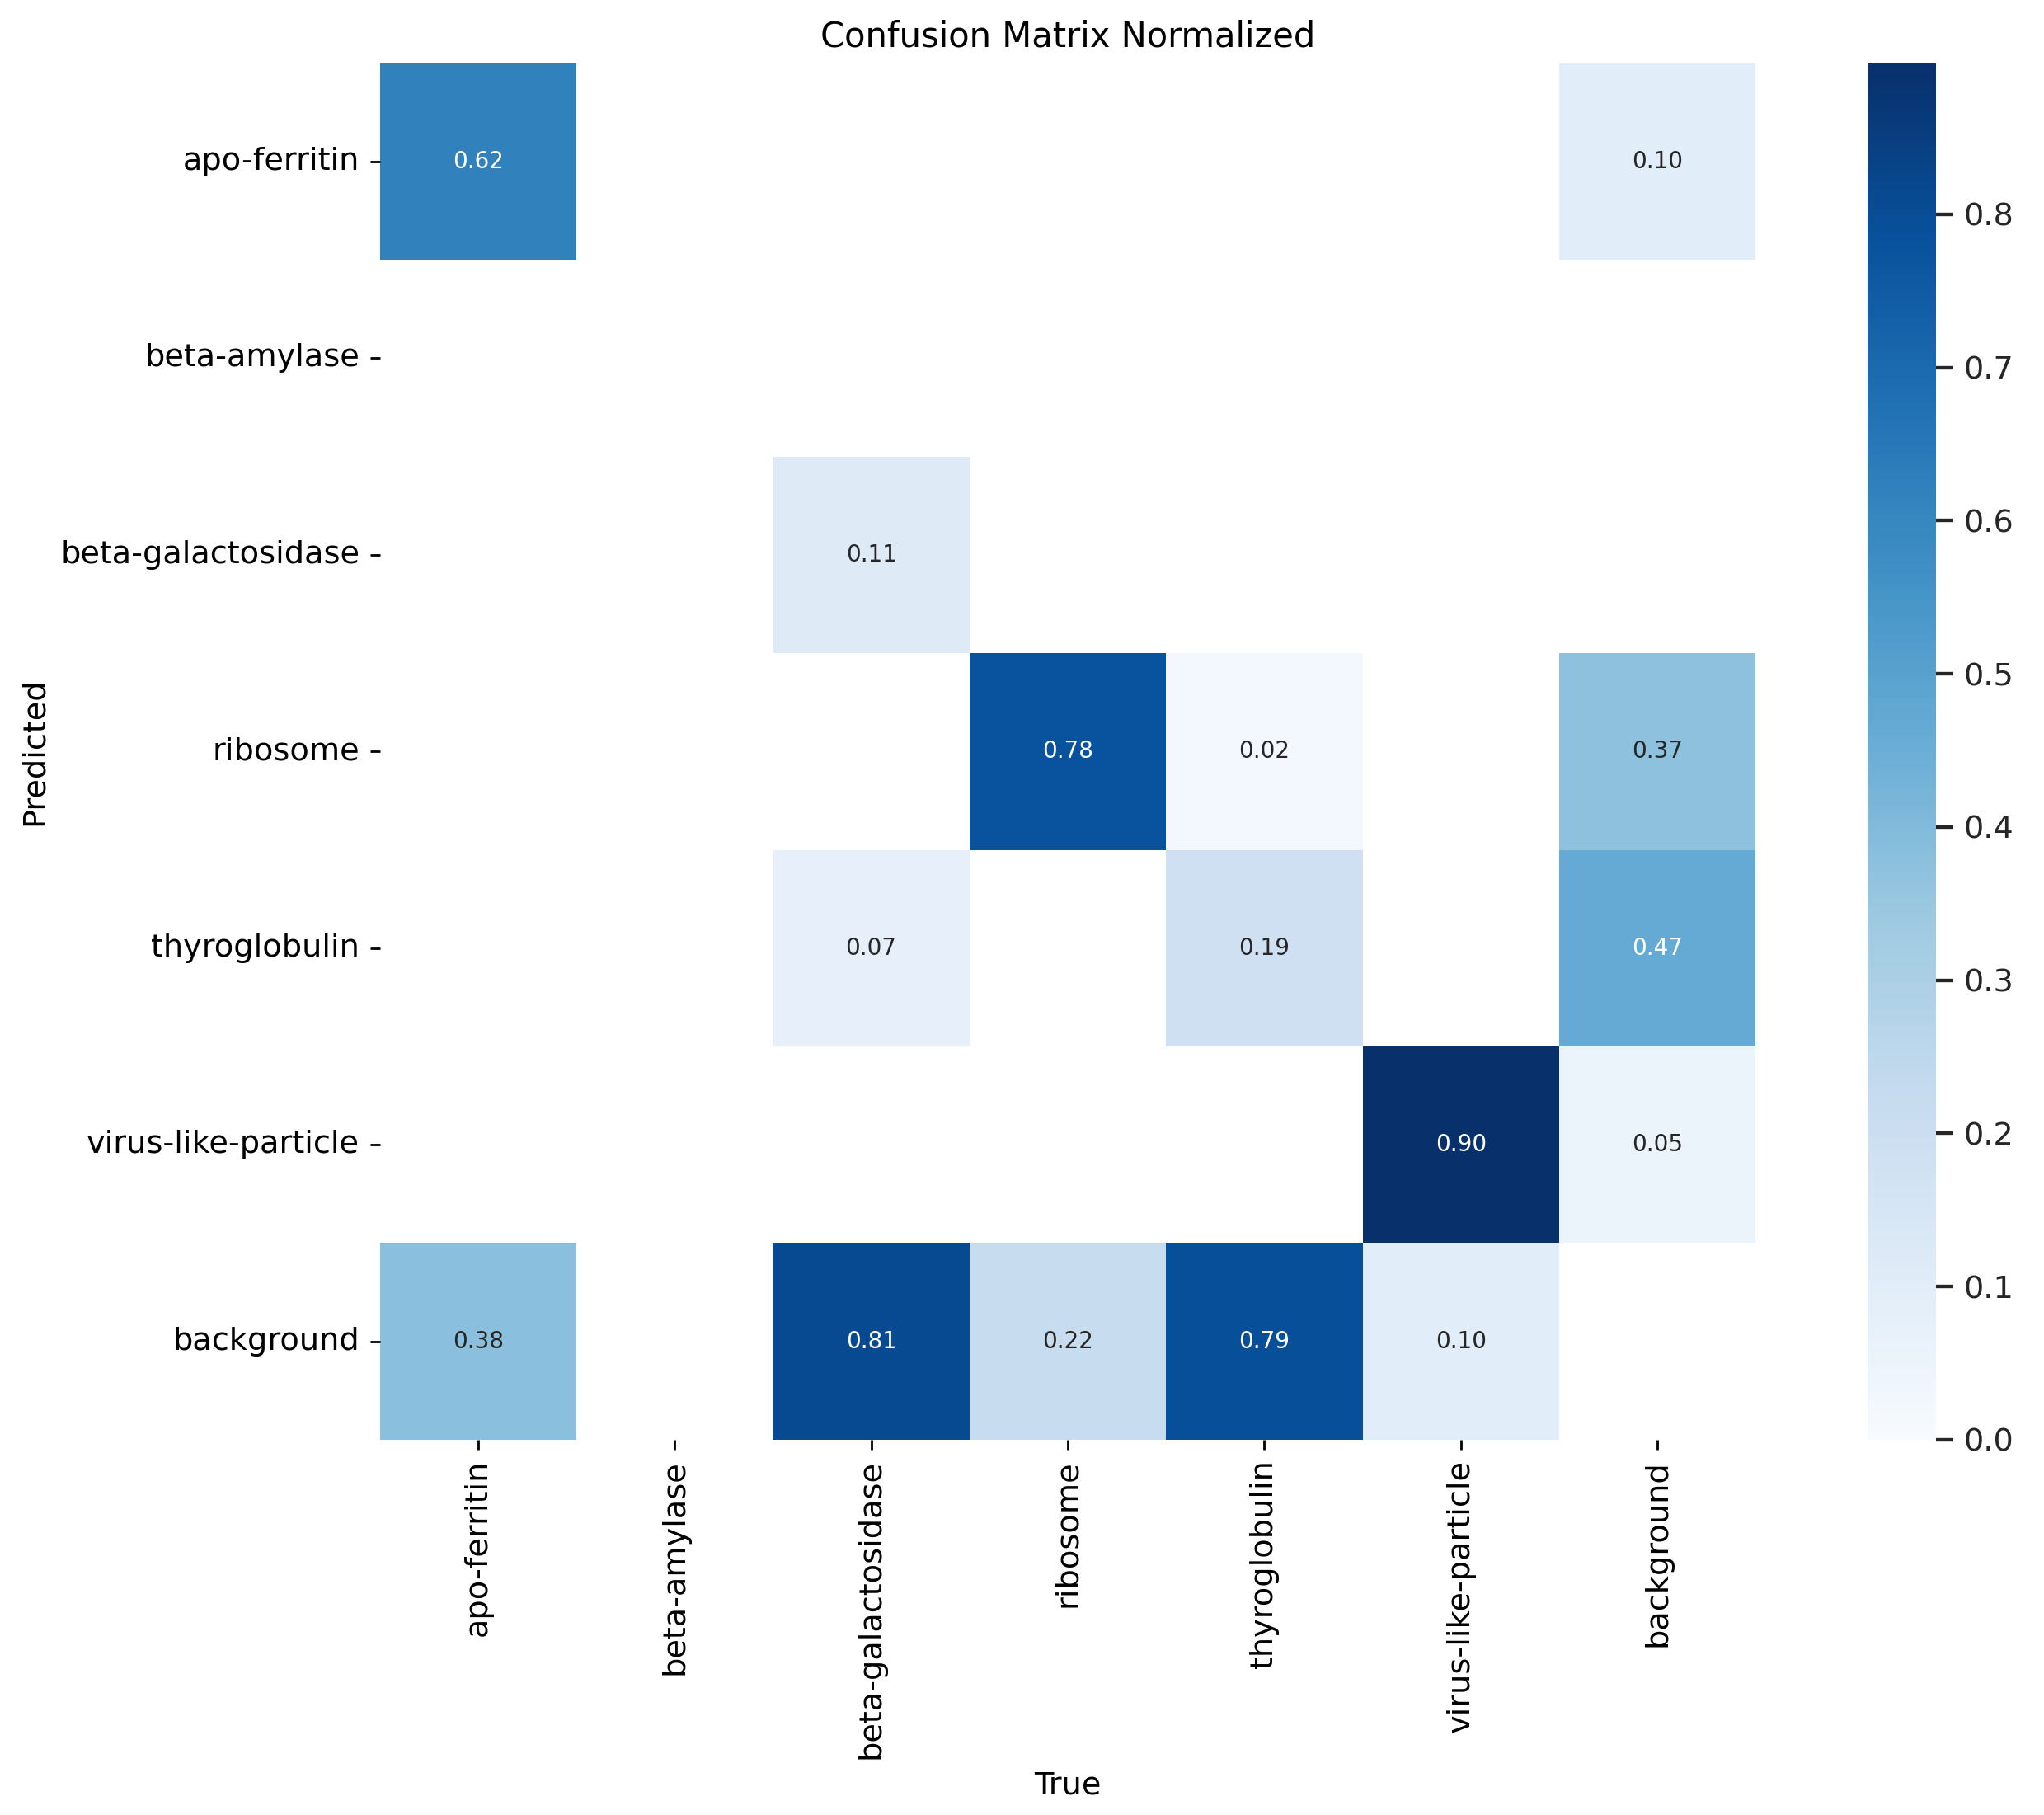 Confusion Matrix Normalized
apo-ferritin
0.62
0.10
beta-amylase
beta-galactosidase
0.11
ribosome
0.78
0.02
0.37
thyroglobulin
0.07
0.19
0.47
virus-like-particle
0.90
0.05
background
0.38
0.81
0.22
0.79
0.10
Predicted
apo-ferritin
beta-amylase
beta-galactosidase
ribosome
thyroglobulin
virus-like-particle
background
True
0.8
0.7
0.6
0.5
0.4
0.3
0.2
0.1
0.0